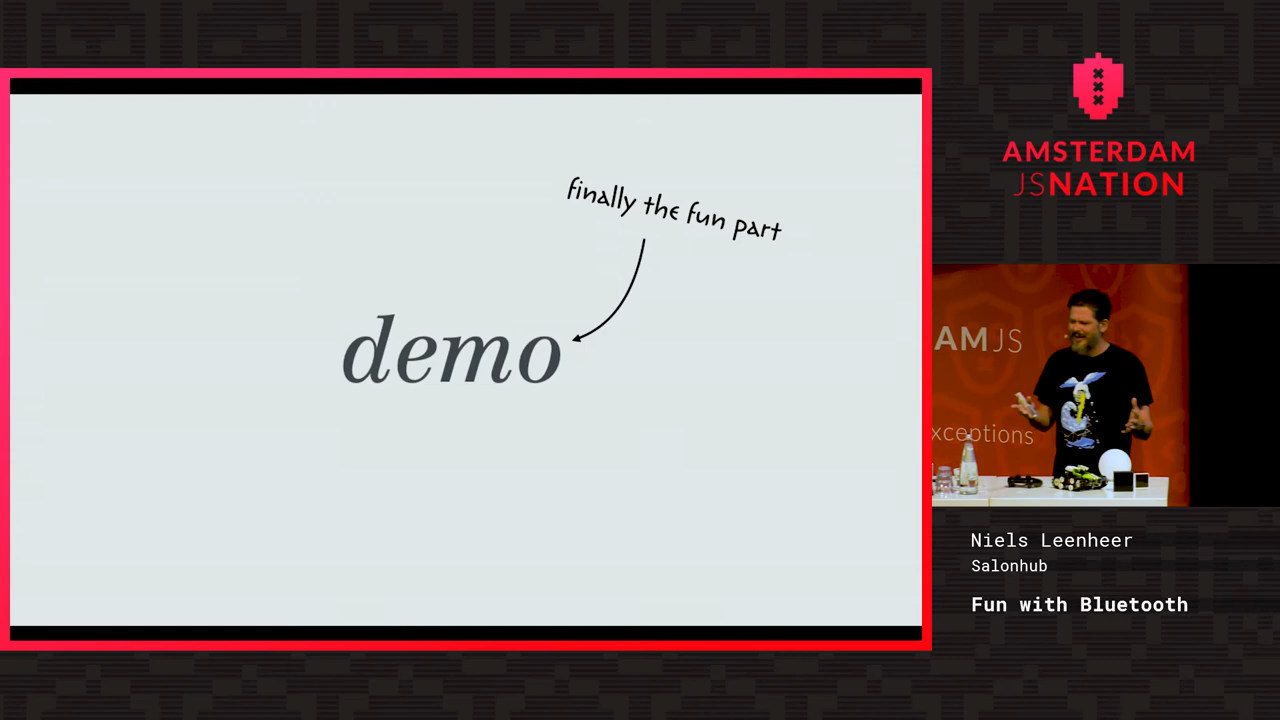 finally the fun part
demo
AMSTERDAM
JSNATION
AMJS
xceptions
Niels Leenheer
Salonhub
Fun with Bluetooth